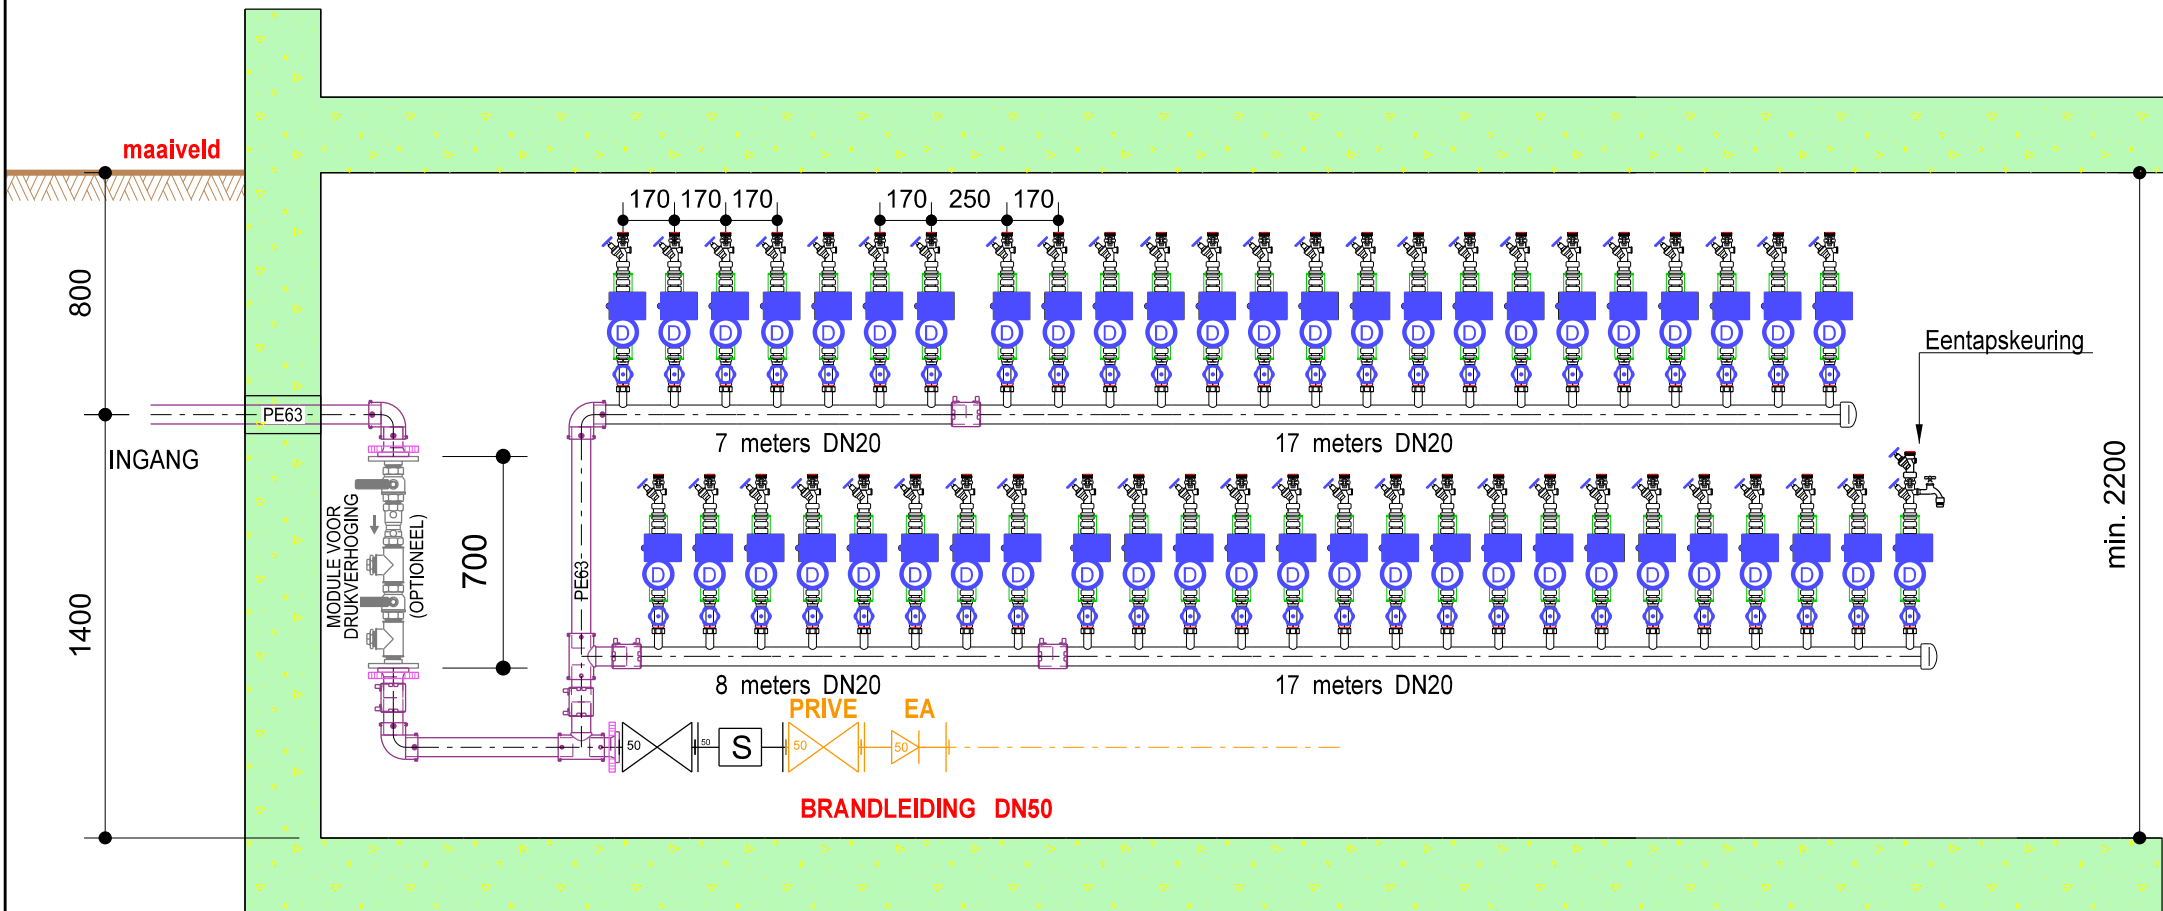 maaiveld
170 170 170 170 250 170
D D D D D D D D D D D D D D D D D D D D D D D D
800
Eentapskeuring
PE63
INGANG
7 meters DN20
17 meters DN20
MODULE VOOR
DRUKVERHOGING
(OPTIONEEL)
700
PE63
D D D D D D D D D D D D D D D D D D D D D D D D D
min. 2200
1400
8 meters DN20
17 meters DN20
PRIVE EA
50 50 S 50 50
BRANDLEIDING DN50